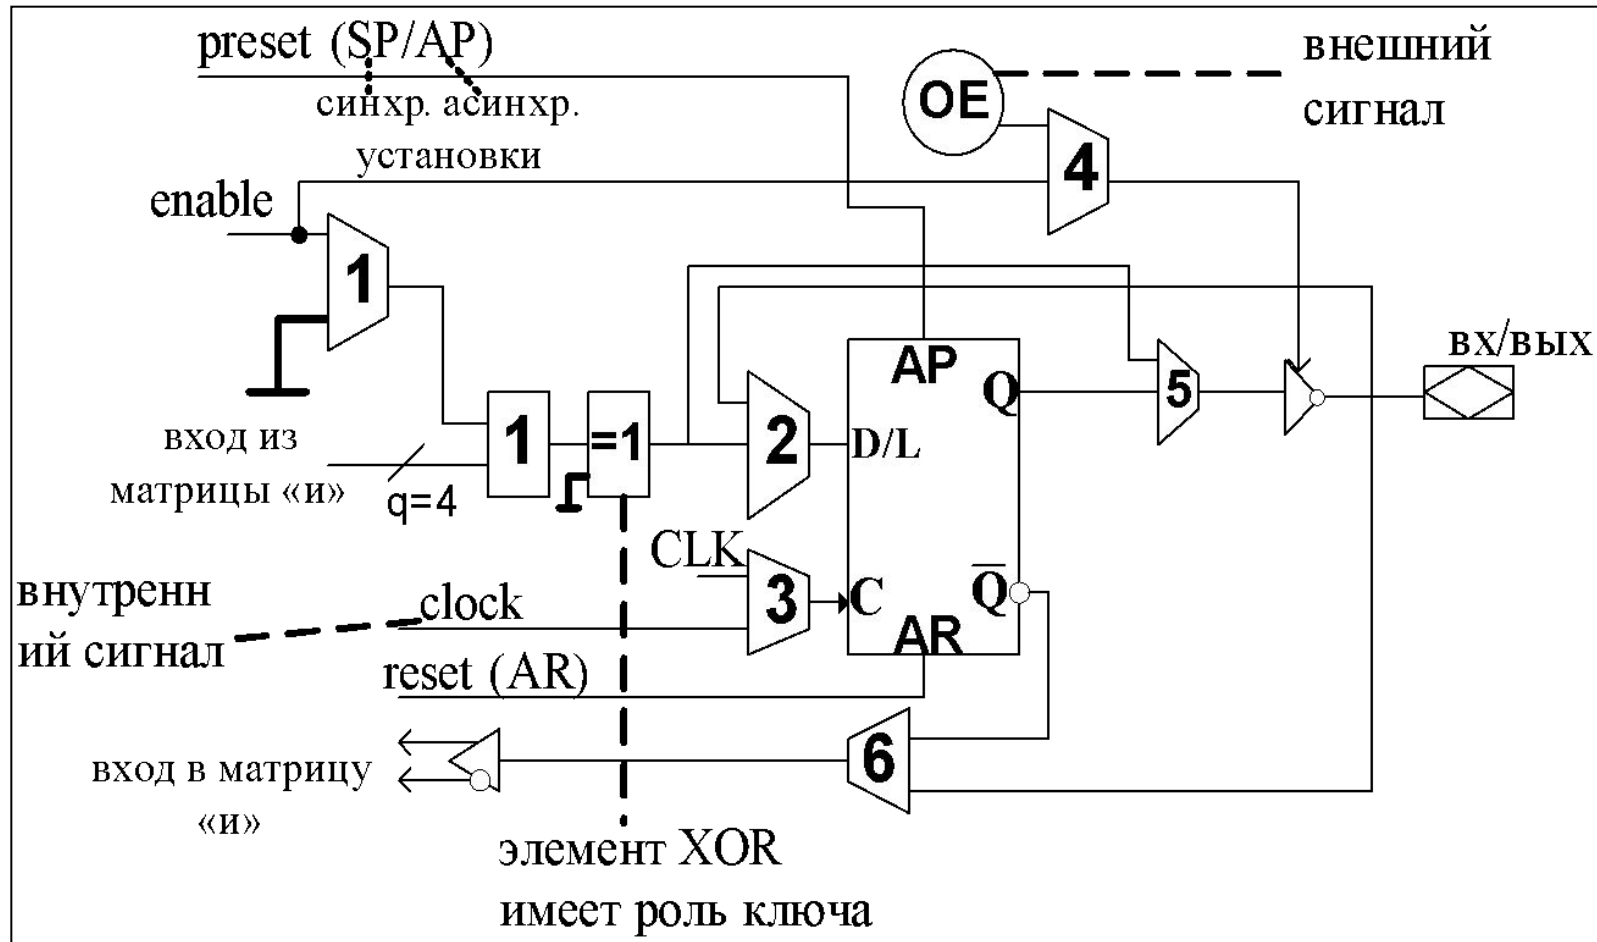 preset (SP/AP)
синхр. асинхр.
установки
OE
внешний
сигнал
4
enable
1
AP
Q
5
вх/вых
вход из
матрицы «и»
q=4
1
=1
2
D/L
CLK
3
C
Q̅
AR
внутренн
ий сигнал
clock
reset (AR)
6
вход в матрицу
«и»
элемент XOR
имеет роль ключа